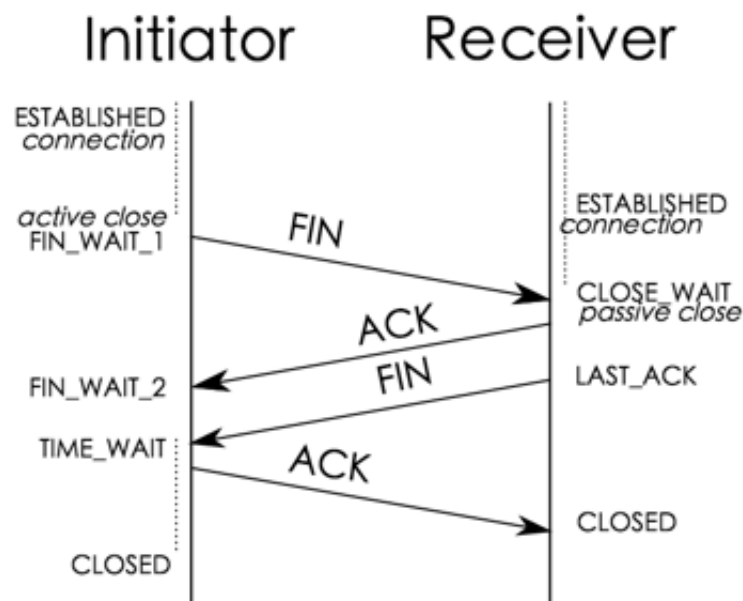 Initiator
Receiver
ESTABLISHED
connection
active close
FIN_WAIT_1
FIN
ESTABLISHED
connection
CLOSE_WAIT
passive close
ACK
FIN_WAIT_2
FIN
LAST_ACK
TIME_WAIT
ACK
CLOSED
CLOSED